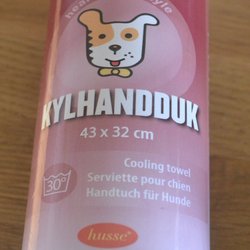 KYLHANDDUK
43 x 32 cm
Cooling towel
Serviette pour chien
Handtuch für Hunde
30°
husse®